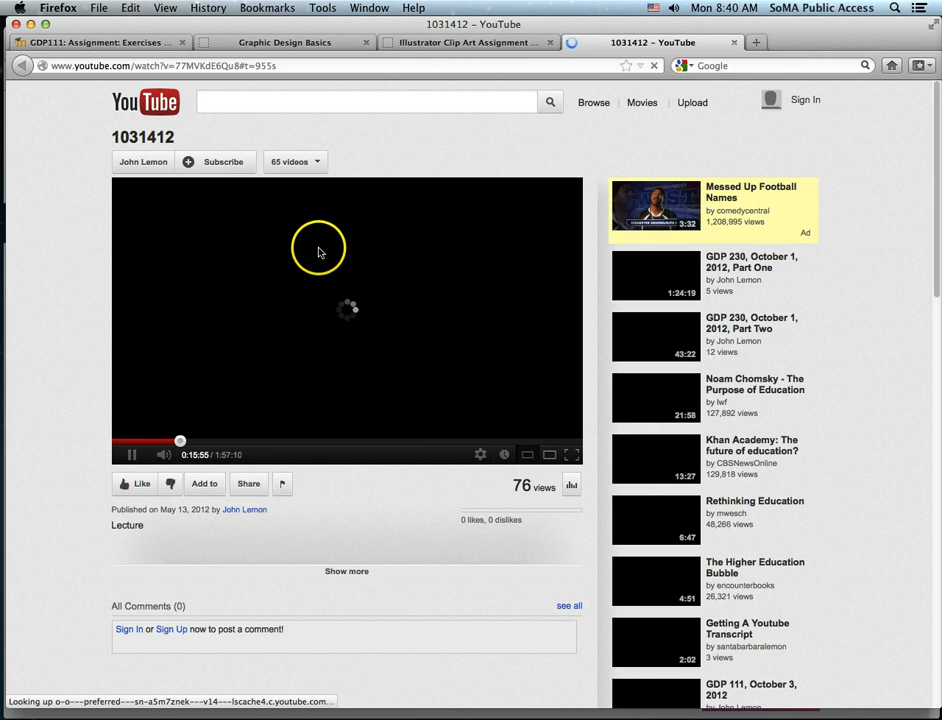 Firefox File Edit View History Bookmarks Tools Window Help Mon 8:40 AM SoMA Public Access
1031412 - YouTube
GDP111: Assignment: Exercises ... Graphic Design Basics Illustrator Clip Art Assignment ... 1031412 - YouTube
www.youtube.com/watch?v=77MVKdE6Qu8#t=955s Google
YouTube Browse Movies Upload Sign In
1031412
John Lemon Subscribe 65 videos
Messed Up Football
Names
by comedycentral
1,208,995 views
3:32
Ad
GDP 230, October 1,
2012, Part One
by John Lemon
5 views
1:24:19
GDP 230, October 1,
2012, Part Two
by John Lemon
12 views
43:22
Noam Chomsky - The
Purpose of Education
by lwf
127,892 views
21:58
Khan Academy: The
future of education?
by CBSNewsOnline
129,818 views
13:27
0:15:55 / 1:57:10
Like Add to Share 76 views
Published on May 13, 2012 by John Lemon
0 likes, 0 dislikes
Lecture
Show more
Rethinking Education
by mwesch
48,266 views
6:47
The Higher Education
Bubble
by encounterbooks
26,321 views
4:51
All Comments (0) see all
Sign In or Sign Up now to post a comment!
Getting A Youtube
Transcript
by santabarbaralemon
3 views
2:02
GDP 111, October 3,
2012
by John Lemon
Looking up o-o---preferred---sn-a5m7znek---v14---lscache4.c.youtube.com...